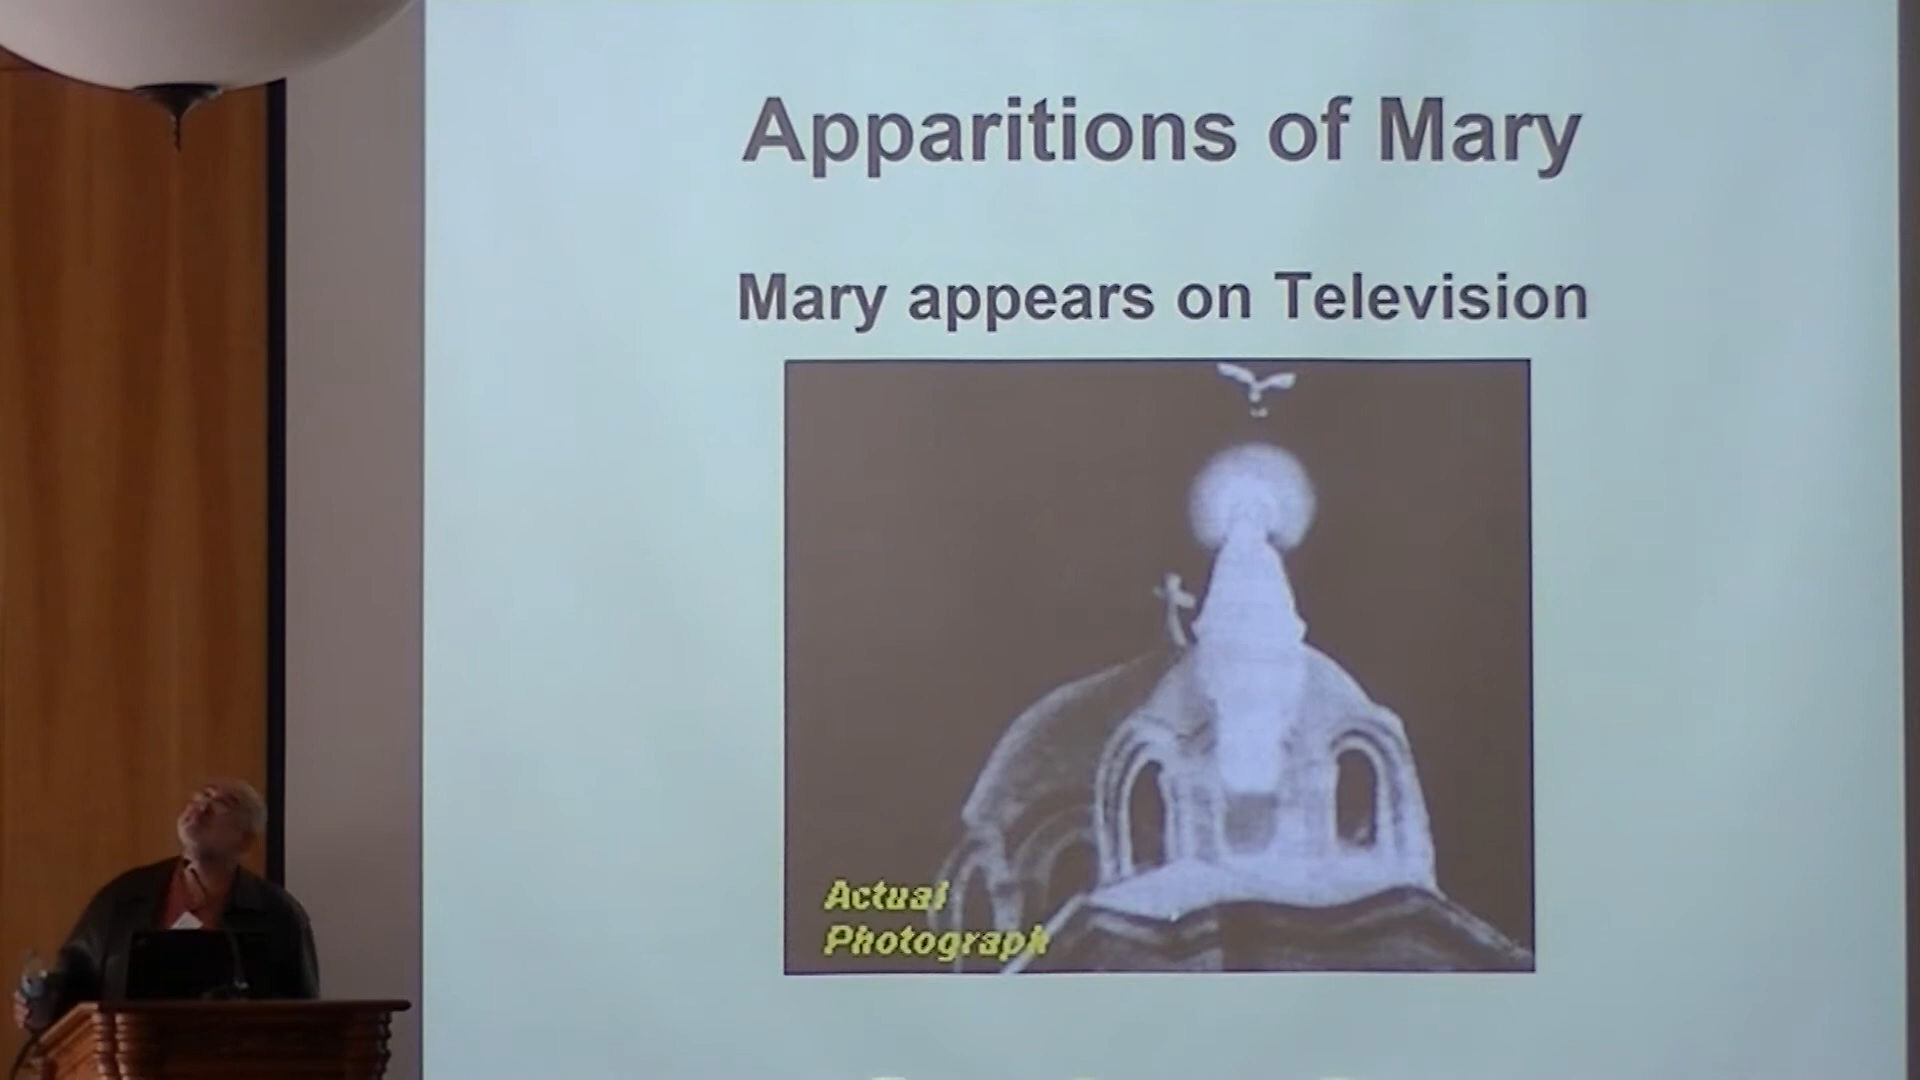 Apparitions of Mary
Mary appears on Television
Actual
Photograph